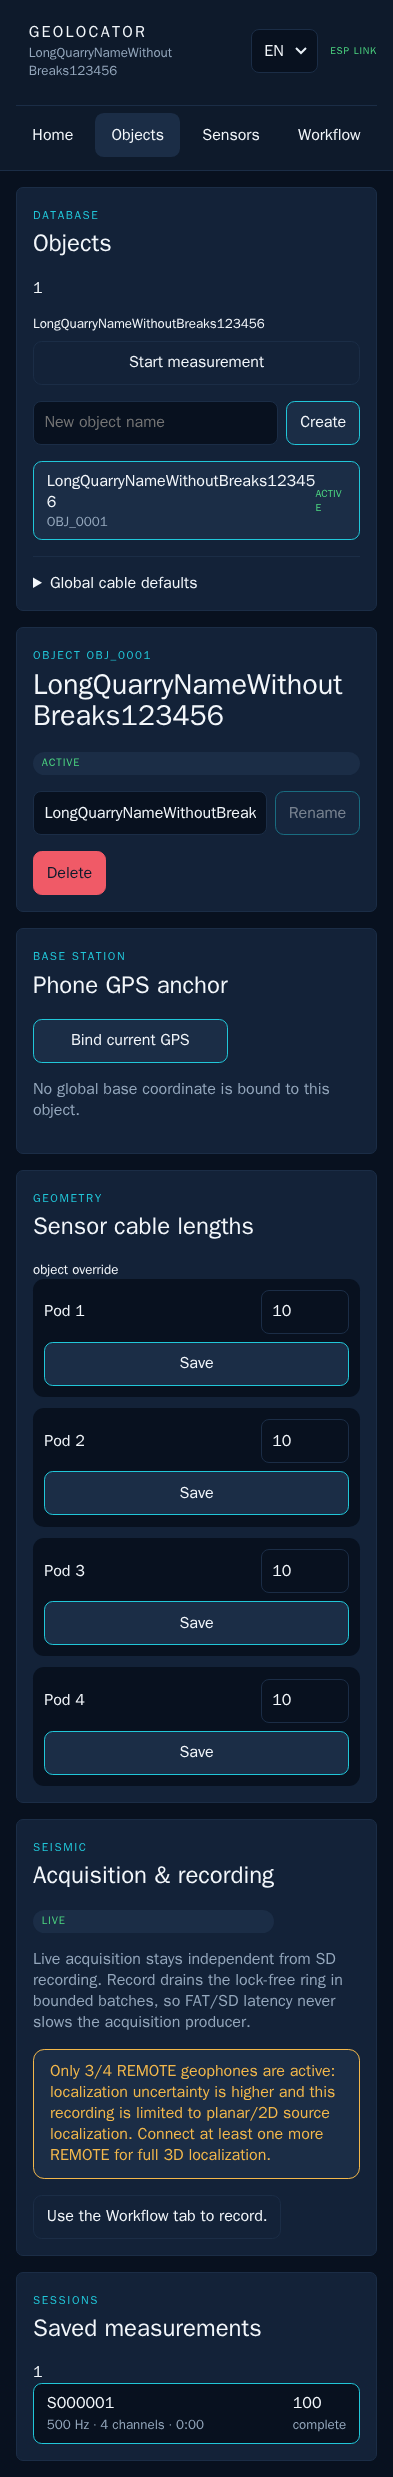 GEOLOCATOR
LongQuarryNameWithout
Breaks123456
EN
ESP LINK
Home
Objects
Sensors
Workflow
DATABASE
Objects
1
LongQuarryNameWithoutBreaks123456
Start measurement
New object name
Create
LongQuarryNameWithoutBreaks12345
6
OBJ_0001
ACTIV
E
Global cable defaults
OBJECT OBJ_0001
LongQuarryNameWithout
Breaks123456
ACTIVE
LongQuarryNameWithoutBreak
Rename
Delete
BASE STATION
Phone GPS anchor
Bind current GPS
No global base coordinate is bound to this
object.
GEOMETRY
Sensor cable lengths
object override
Pod 1
10
Save
Pod 2
10
Save
Pod 3
10
Save
Pod 4
10
Save
SEISMIC
Acquisition & recording
LIVE
Live acquisition stays independent from SD
recording. Record drains the lock-free ring in
bounded batches, so FAT/SD latency never
slows the acquisition producer.
Only 3/4 REMOTE geophones are active:
localization uncertainty is higher and this
recording is limited to planar/2D source
localization. Connect at least one more
REMOTE for full 3D localization.
Use the Workflow tab to record.
SESSIONS
Saved measurements
1
S000001
100
500 Hz · 4 channels · 0:00
complete